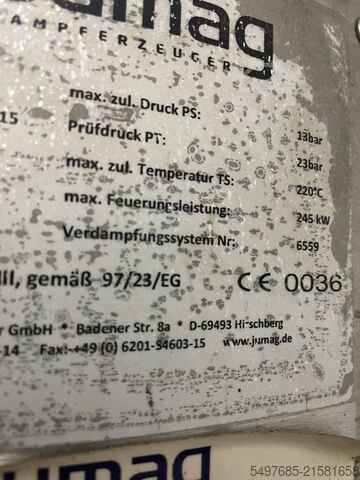 jumag
AMPFERZEUGER
max. zul. Druck PS: 13bar
15 Prüfdruck PT: 23bar
max. zul. Temperatur TS: 220°C
max. Feuerungsleistung: 245 kW
Verdampfungssystem Nr: 6559
III, gemäß 97/23/EG CE 0036
r GmbH * Badener Str. 8a * D-69493 Hirschberg
-14 Fax:-+49 (0) 6201-54603-15 www.jumag.de
jumag
5497685-21581658